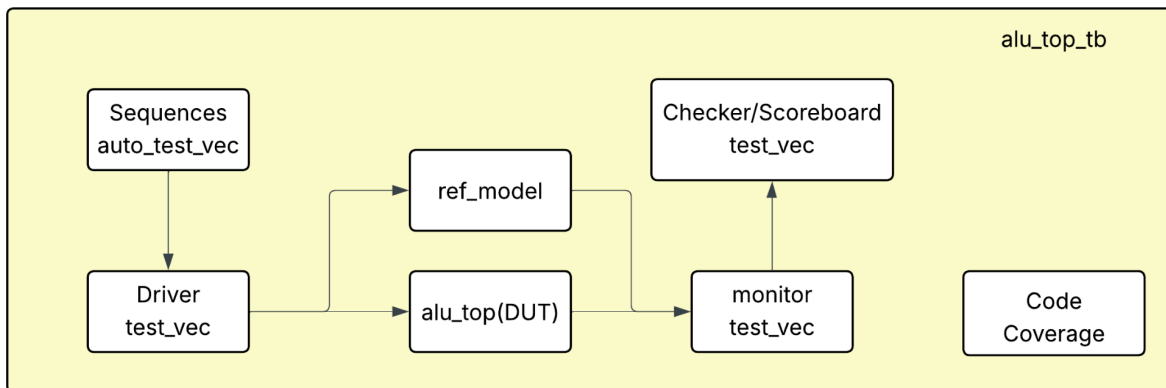 alu_top_tb
Sequences
auto_test_vec
Checker/Scoreboard
test_vec
ref_model
Driver
test_vec
alu_top(DUT)
monitor
test_vec
Code
Coverage